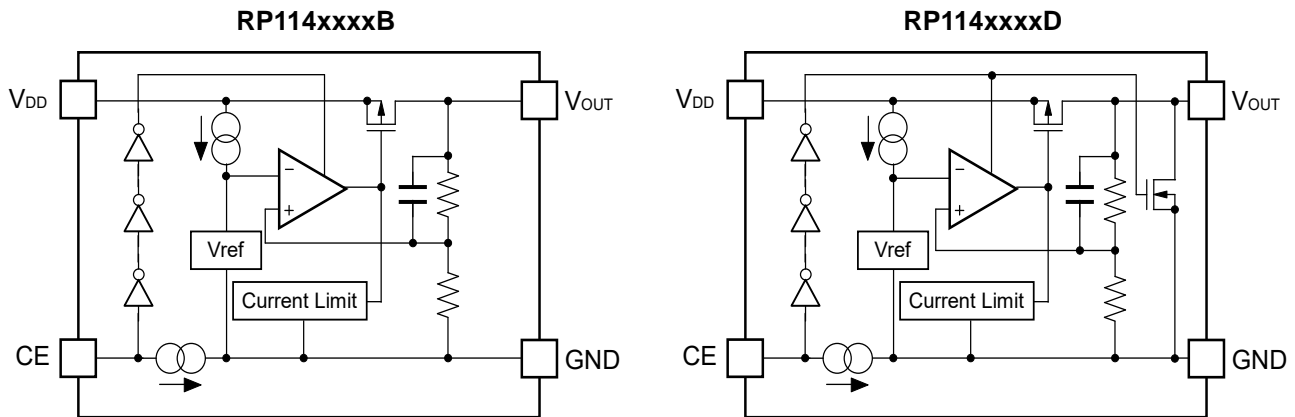 RP114xxxxB
VDD
VOUT
−
+
Vref
Current Limit
CE
GND
RP114xxxxD
VDD
VOUT
−
+
Vref
Current Limit
CE
GND